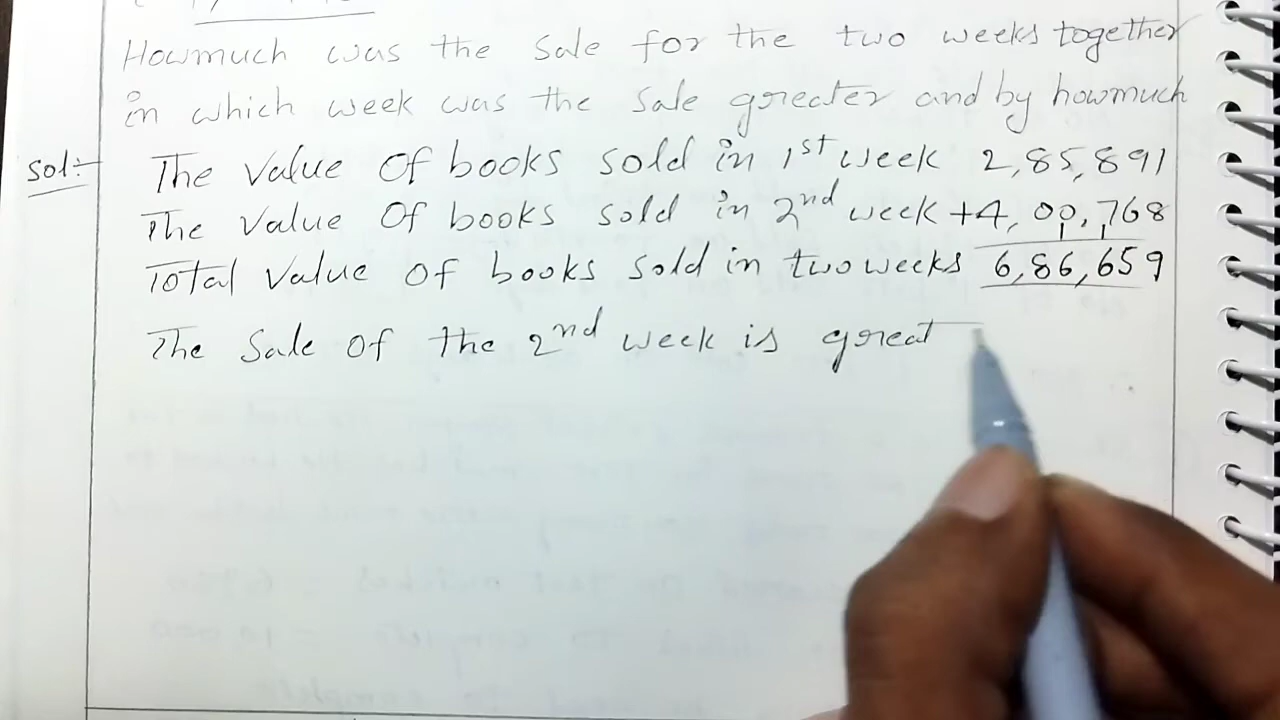 Howmuch was the sale for the two weeks together
in which week was the sale greater and by howmuch
Sol:- The value of books sold in 1st week 2,85,891
The value of books sold in 2nd week +4,00,768
Total value of books sold in two weeks 6,86,659
The sale of the 2nd week is great